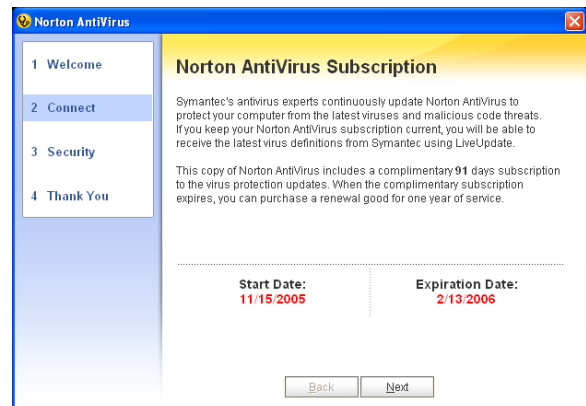 Norton AntiVirus
1 Welcome
2 Connect
3 Security
4 Thank You
Norton AntiVirus Subscription
Symantec's antivirus experts continuously update Norton AntiVirus to
protect your computer from the latest viruses and malicious code threats.
If you keep your Norton AntiVirus subscription current, you will be able to
receive the latest virus definitions from Symantec using LiveUpdate.
This copy of Norton AntiVirus includes a complimentary 91 days subscription
to the virus protection updates. When the complimentary subscription
expires, you can purchase a renewal good for one year of service.
Start Date:
11/15/2005
Expiration Date:
2/13/2006
Back
Next